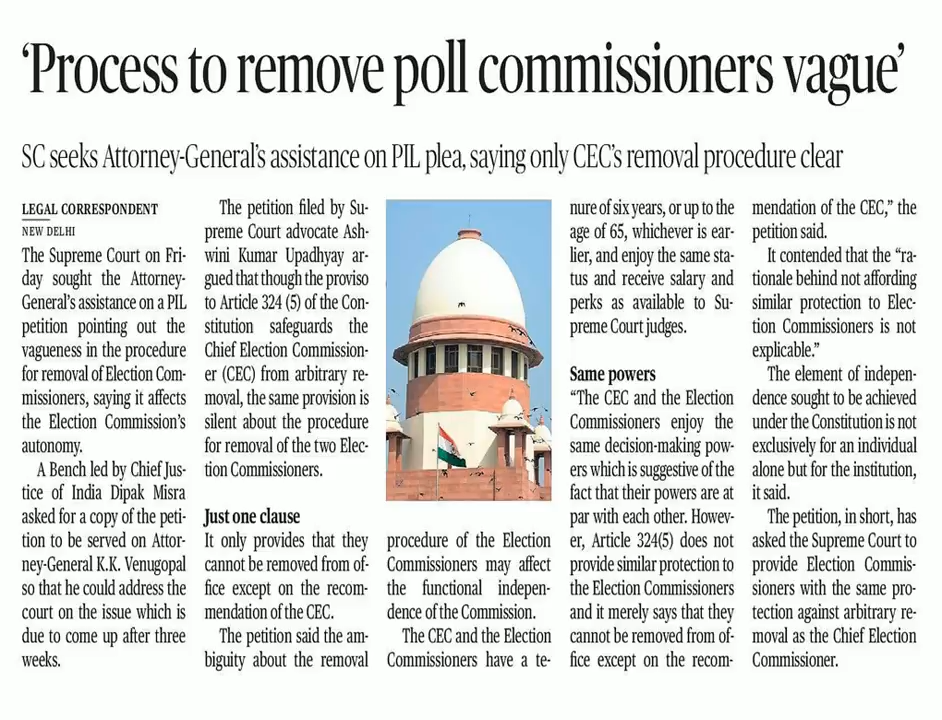 ‘Process to remove poll commissioners vague’
SC seeks Attorney-General’s assistance on PIL plea, saying only CEC’s removal procedure clear
LEGAL CORRESPONDENT
NEW DELHI
The Supreme Court on Fri-
day sought the Attorney-
General’s assistance on a PIL
petition pointing out the
vagueness in the procedure
for removal of Election Com-
missioners, saying it affects
the Election Commission’s
autonomy.
A Bench led by Chief Jus-
tice of India Dipak Misra
asked for a copy of the peti-
tion to be served on Attor-
ney-General K.K. Venugopal
so that he could address the
court on the issue which is
due to come up after three
weeks.
The petition filed by Su-
preme Court advocate Ash-
wini Kumar Upadhyay ar-
gued that though the proviso
to Article 324 (5) of the Con-
stitution safeguards the
Chief Election Commission-
er (CEC) from arbitrary re-
moval, the same provision is
silent about the procedure
for removal of the two Elec-
tion Commissioners.
Just one clause
It only provides that they
cannot be removed from of-
fice except on the recom-
mendation of the CEC.
The petition said the am-
biguity about the removal
procedure of the Election
Commissioners may affect
the functional indepen-
dence of the Commission.
The CEC and the Election
Commissioners have a te-
nure of six years, or up to the
age of 65, whichever is ear-
lier, and enjoy the same sta-
tus and receive salary and
perks as available to Su-
preme Court judges.
Same powers
“The CEC and the Election
Commissioners enjoy the
same decision-making pow-
ers which is suggestive of the
fact that their powers are at
par with each other. Howev-
er, Article 324(5) does not
provide similar protection to
the Election Commissioners
and it merely says that they
cannot be removed from of-
fice except on the recom-
mendation of the CEC,” the
petition said.
It contended that the “ra-
tionale behind not affording
similar protection to Elec-
tion Commissioners is not
explicable.”
The element of indepen-
dence sought to be achieved
under the Constitution is not
exclusively for an individual
alone but for the institution,
it said.
The petition, in short, has
asked the Supreme Court to
provide Election Commis-
sioners with the same pro-
tection against arbitrary re-
moval as the Chief Election
Commissioner.